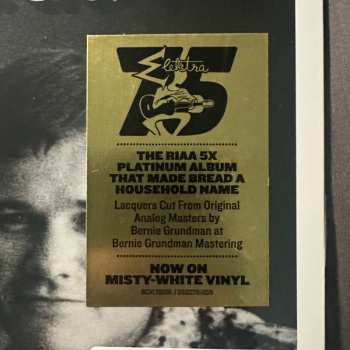 Elektra
75
THE RIAA 5X
PLATINUM ALBUM
THAT MADE BREAD A
HOUSEHOLD NAME
Lacquers Cut From Original
Analog Masters by
Bernie Grundman at
Bernie Grundman Mastering
NOW ON
MISTY-WHITE VINYL